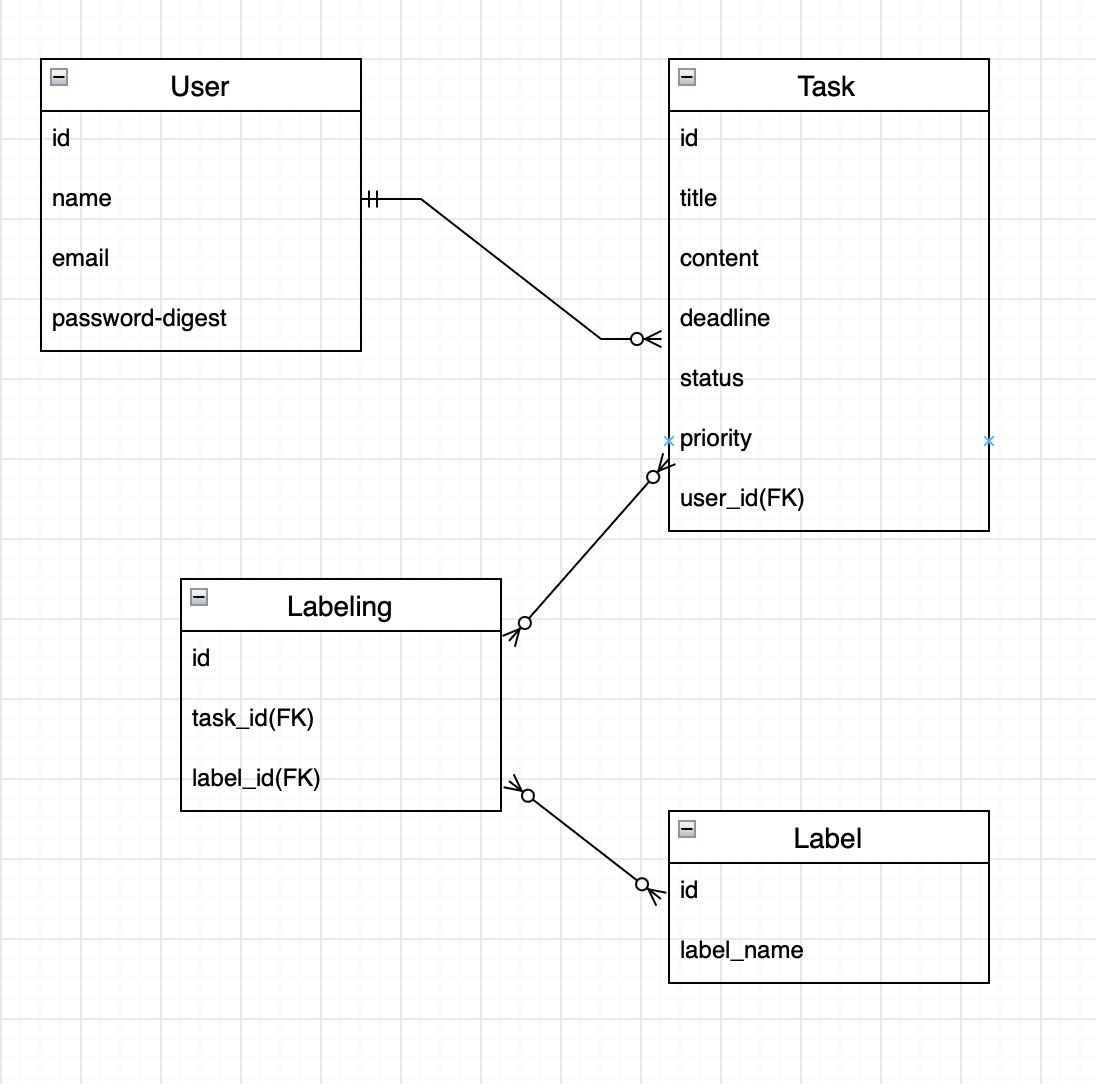 User
id
name
email
password-digest
Task
id
title
content
deadline
status
priority
user_id(FK)
Labeling
id
task_id(FK)
label_id(FK)
Label
id
label_name